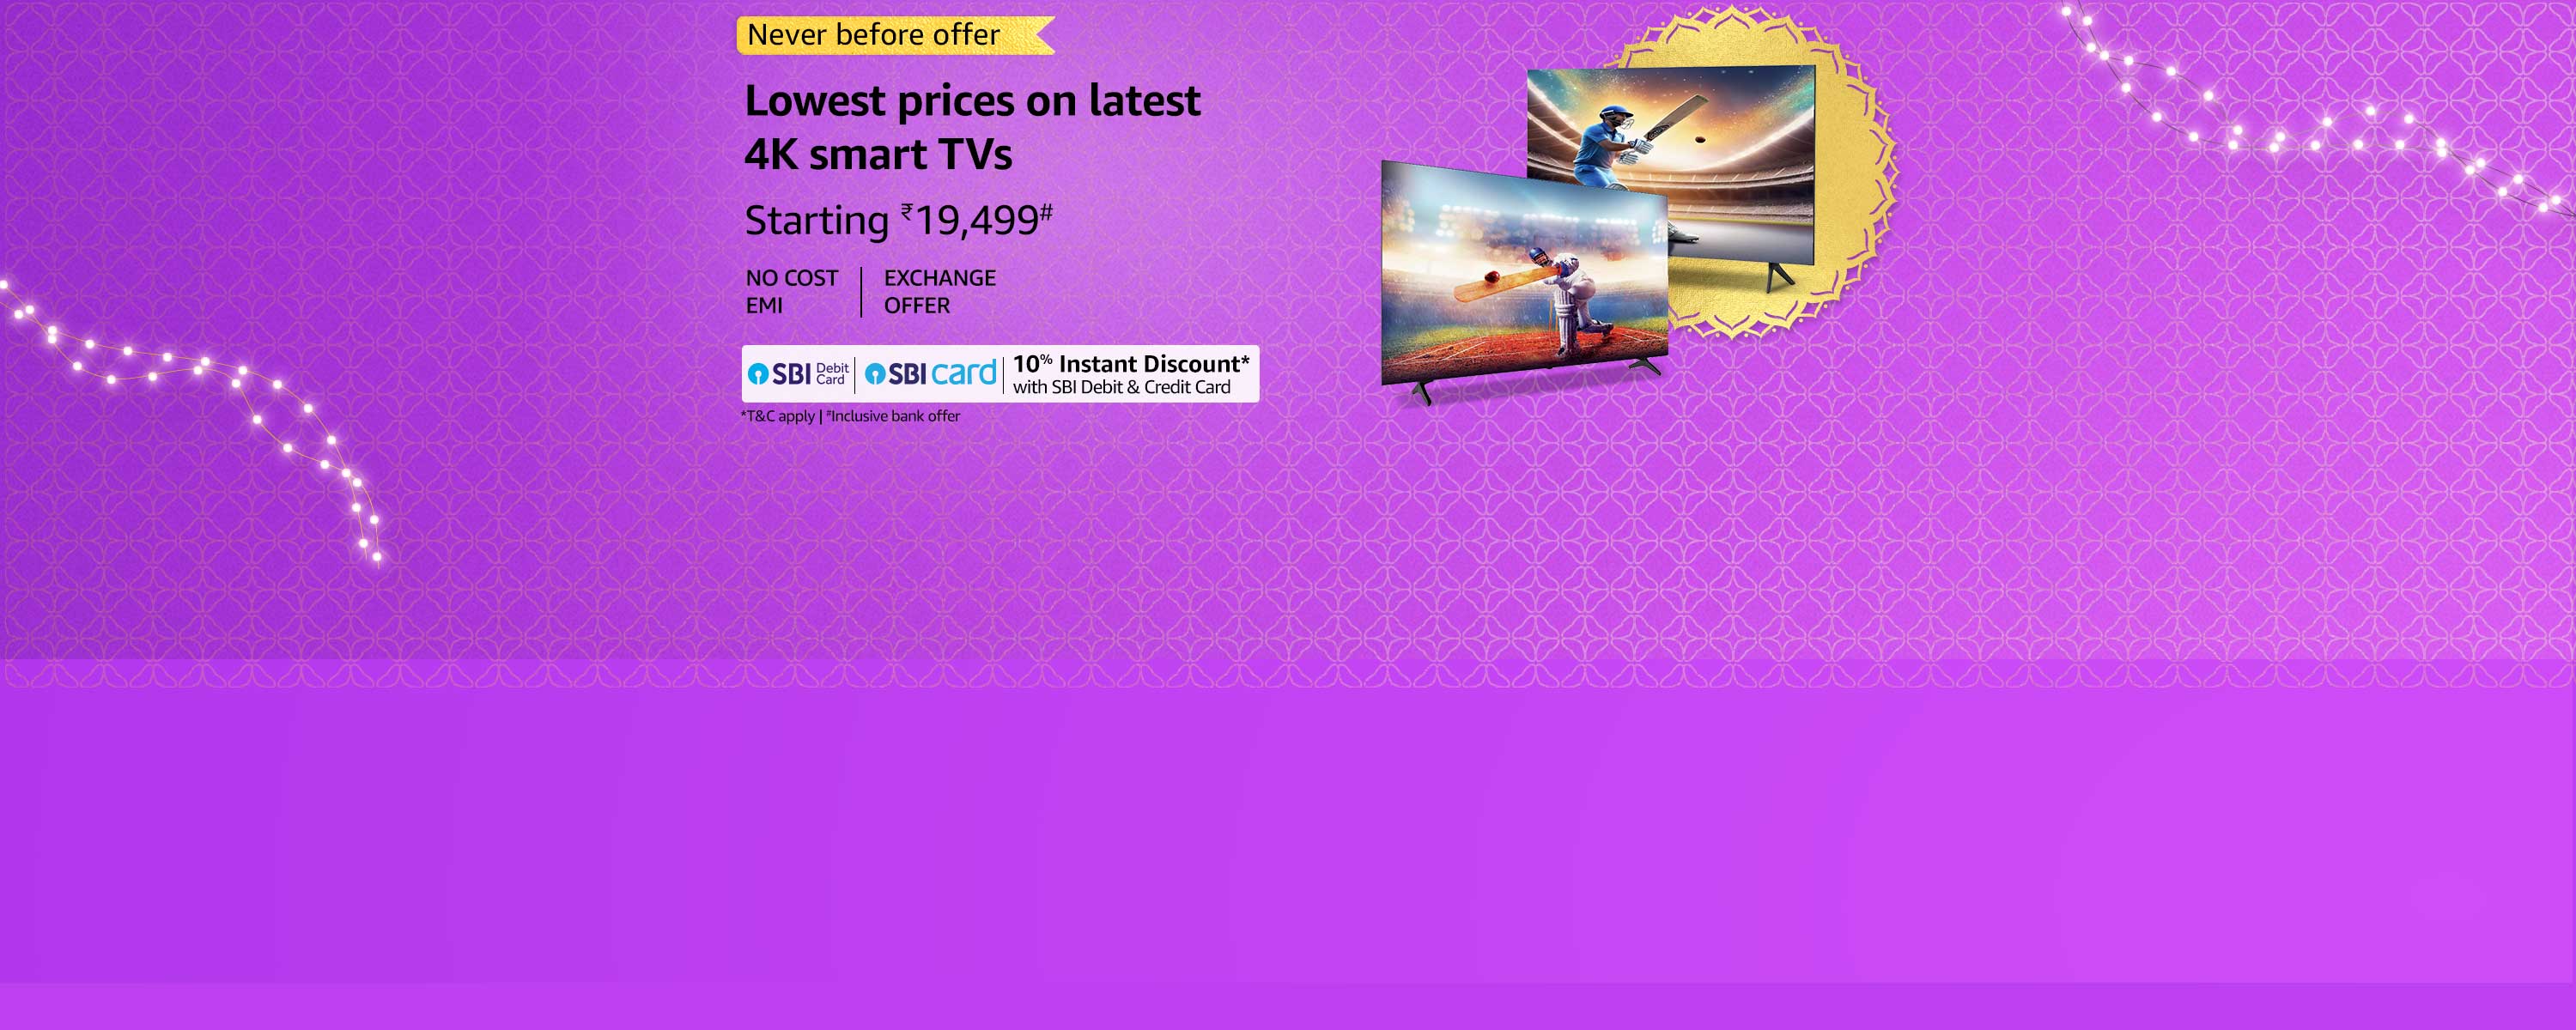 Never before offer
Lowest prices on latest
4K smart TVs
Starting ₹19,499#
NO COST
EMI
EXCHANGE
OFFER
SBI Debit Card
SBI card
10% Instant Discount*
with SBI Debit & Credit Card
*T&C apply | #Inclusive bank offer